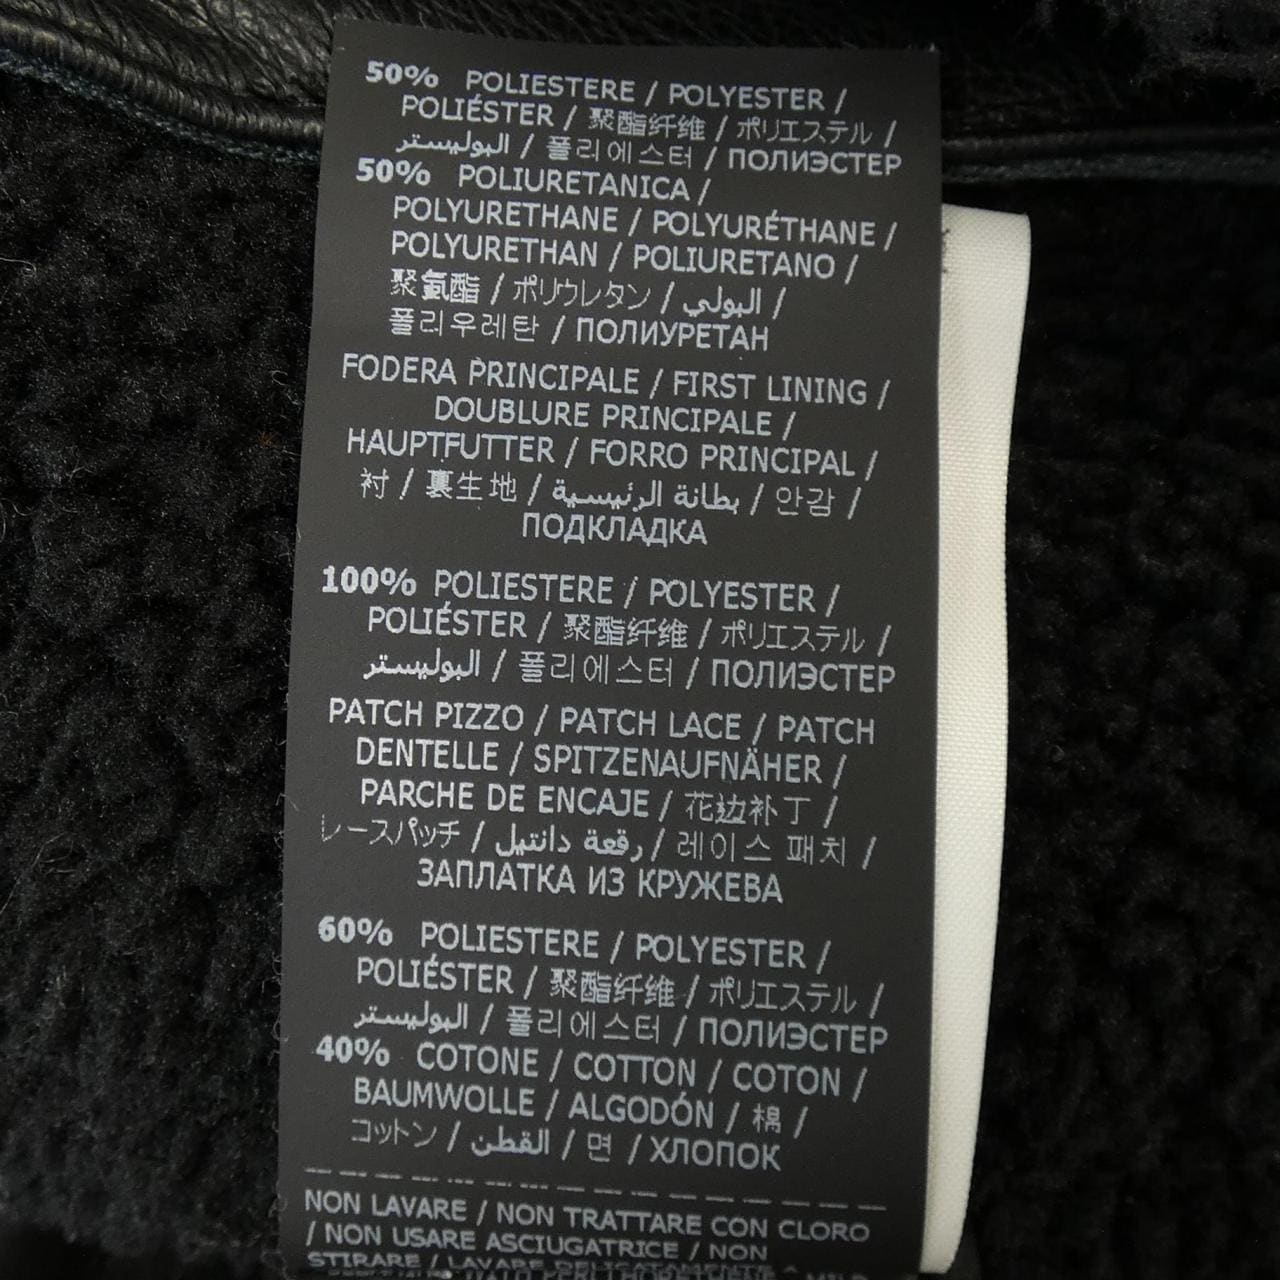 50% POLIESTERE / POLYESTER /
POLIÉSTER / 聚酯纤维 / ポリエステル /
البوليستر / 폴리에스터 / ПОЛИЭСТЕР
50% POLIURETANICA /
POLYURETHANE / POLYURÉTHANE /
POLYURETHAN / POLIURETANO /
聚氨酯 / ポリウレタン / البولي /
폴리우레탄 / ПОЛИУРЕТАН
FODERA PRINCIPALE / FIRST LINING /
DOUBLURE PRINCIPALE /
HAUPTFUTTER / FORRO PRINCIPAL /
衬 / 裏生地 / بطانة الرئيسية / 안감 /
ПОДКЛАДКА
100% POLIESTERE / POLYESTER /
POLIÉSTER / 聚酯纤维 / ポリエステル /
البوليستر / 폴리에스터 / ПОЛИЭСТЕР
PATCH PIZZO / PATCH LACE / PATCH
DENTELLE / SPITZENAUFNÄHER /
PARCHE DE ENCAJE / 花边补丁 /
レースパッチ / رقعة دانتيل / 레이스 패치 /
ЗАПЛАТКА ИЗ КРУЖЕВА
60% POLIESTERE / POLYESTER /
POLIÉSTER / 聚酯纤维 / ポリエステル /
البوليستر / 폴리에스터 / ПОЛИЭСТЕР
40% COTONE / COTTON / COTON /
BAUMWOLLE / ALGODÓN / 棉 /
コットン / القطن / 면 / ХЛОПОК
NON LAVARE / NON TRATTARE CON CLORO
/ NON USARE ASCIUGATRICE / NON
STIRARE / LAVARE DELICATAMENTE A